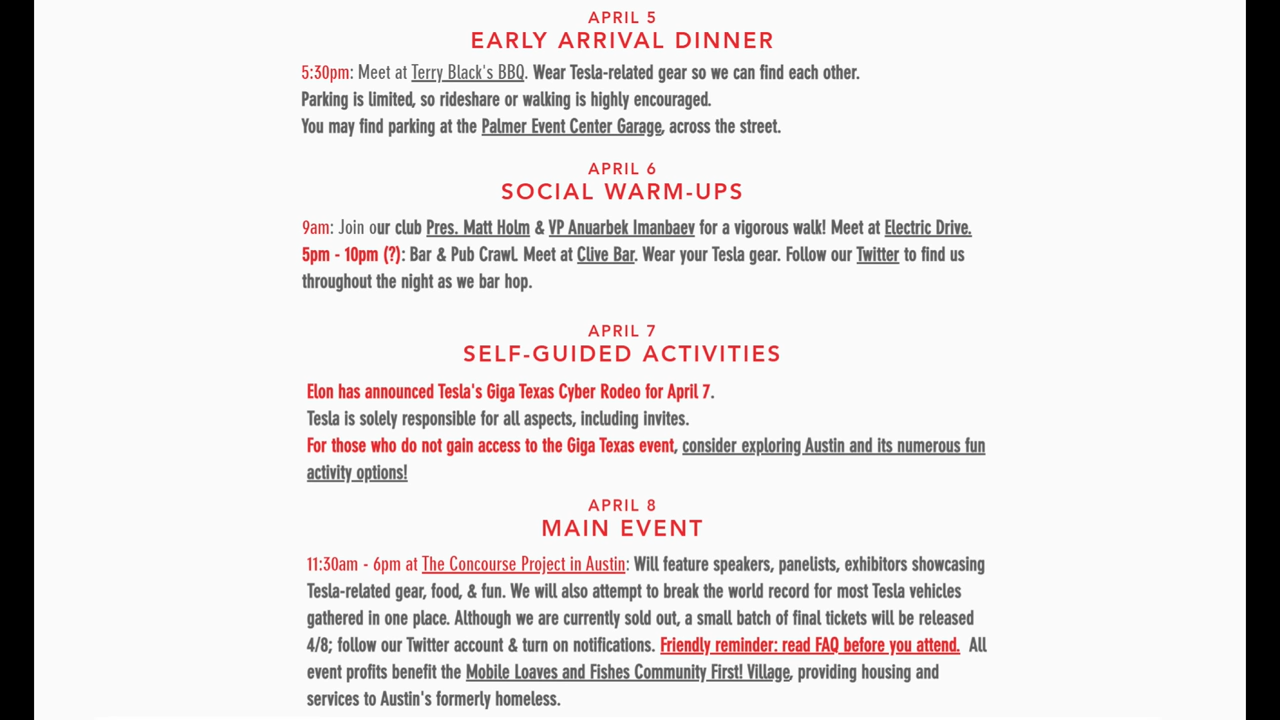 APRIL 5
EARLY ARRIVAL DINNER
5:30pm: Meet at Terry Black's BBQ. Wear Tesla-related gear so we can find each other.
Parking is limited, so rideshare or walking is highly encouraged.
You may find parking at the Palmer Event Center Garage, across the street.
APRIL 6
SOCIAL WARM-UPS
9am: Join our club Pres. Matt Holm & VP Anuarbek Imanbaev for a vigorous walk! Meet at Electric Drive.
5pm - 10pm (?): Bar & Pub Crawl. Meet at Clive Bar. Wear your Tesla gear. Follow our Twitter to find us
throughout the night as we bar hop.
APRIL 7
SELF-GUIDED ACTIVITIES
Elon has announced Tesla's Giga Texas Cyber Rodeo for April 7.
Tesla is solely responsible for all aspects, including invites.
For those who do not gain access to the Giga Texas event, consider exploring Austin and its numerous fun
activity options!
APRIL 8
MAIN EVENT
11:30am - 6pm at The Concourse Project in Austin: Will feature speakers, panelists, exhibitors showcasing
Tesla-related gear, food, & fun. We will also attempt to break the world record for most Tesla vehicles
gathered in one place. Although we are currently sold out, a small batch of final tickets will be released
4/8; follow our Twitter account & turn on notifications. Friendly reminder: read FAQ before you attend. All
event profits benefit the Mobile Loaves and Fishes Community First! Village, providing housing and
services to Austin's formerly homeless.